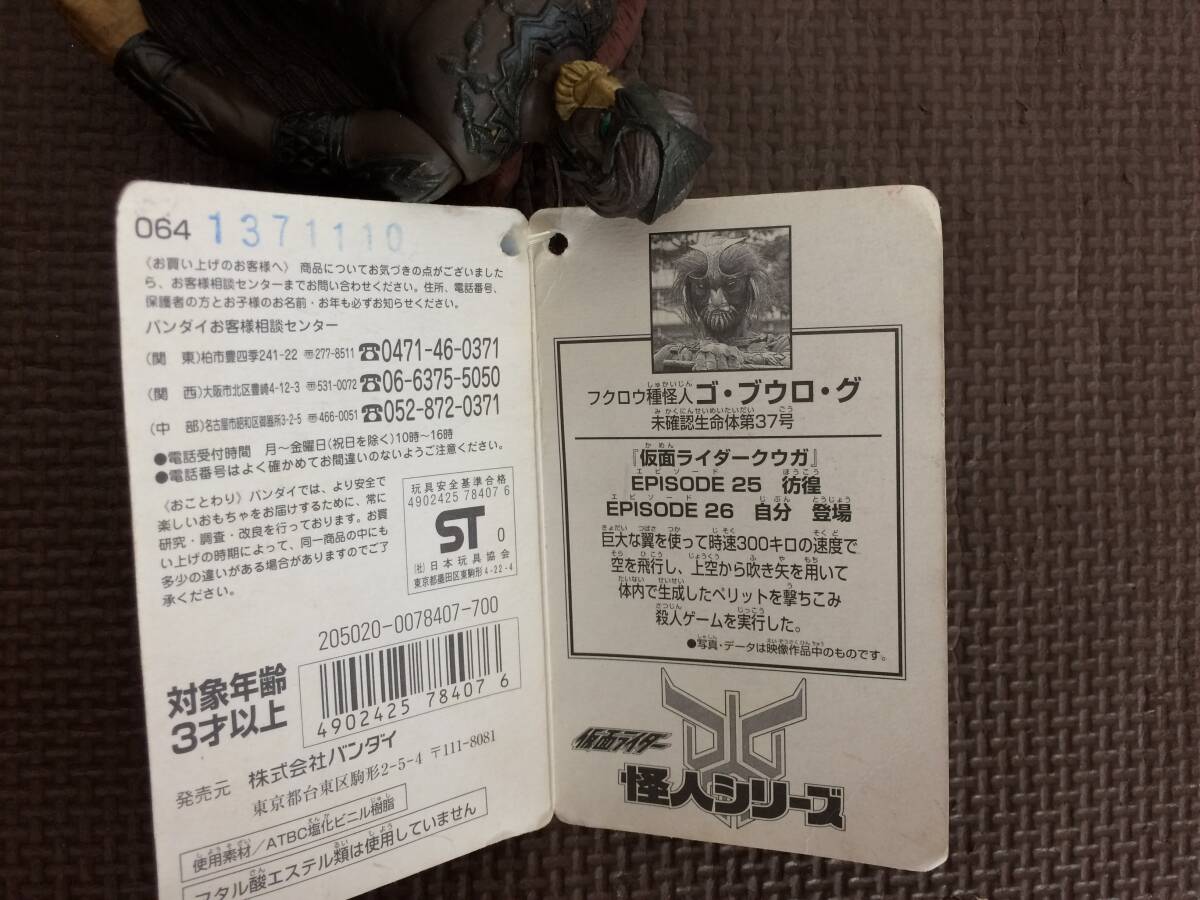 064 1371110
〈お買い上げのお客様へ〉 商品についてお気づきの点がございました
ら、お客様相談センターまでお問い合わせください。住所、電話番号、
保護者の方とお子様のお名前・お年も必ずお知らせください。
バンダイお客様相談センター
(関 東)柏市豊四季241-22 〒277-8511 ☎0471-46-0371
(関 西)大阪市北区豊崎4-12-3 〒531-0072 ☎06-6375-5050
(中 部)名古屋市昭和区御器所3-2-5 〒466-0051 ☎052-872-0371
●電話受付時間 月～金曜日(祝日を除く)10時～16時
●電話番号はよく確かめてお間違いのないようご注意ください。
〈おことわり〉バンダイでは、より安全で
楽しいおもちゃをお届けするために、常に
研究・調査・改良を行っております。お買
い上げの時期によって、同一商品の中にも
多少の違いがある場合がありますのでご了
承ください。
玩具安全基準合格
4902425 78407 6
ST 0
(社)日本玩具協会
東京都墨田区東駒形4-22-4
205020-0078407-700
対象年齢
3才以上
4902425 78407 6
発売元 株式会社バンダイ
東京都台東区駒形2-5-4 〒111-8081
使用素材/ATBC塩化ビニル樹脂
フタル酸エステル類は使用していません
フクロウ種怪人 ゴ・ブウロ・グ
未確認生命体第37号
『仮面ライダークウガ』
EPISODE 25 彷徨
EPISODE 26 自分 登場
巨大な翼を使って時速300キロの速度で
空を飛行し、上空から吹き矢を用いて
体内で生成したペリットを撃ちこみ
殺人ゲームを実行した。
●写真・データは映像作品中のものです。
仮面ライダー
怪人シリーズ